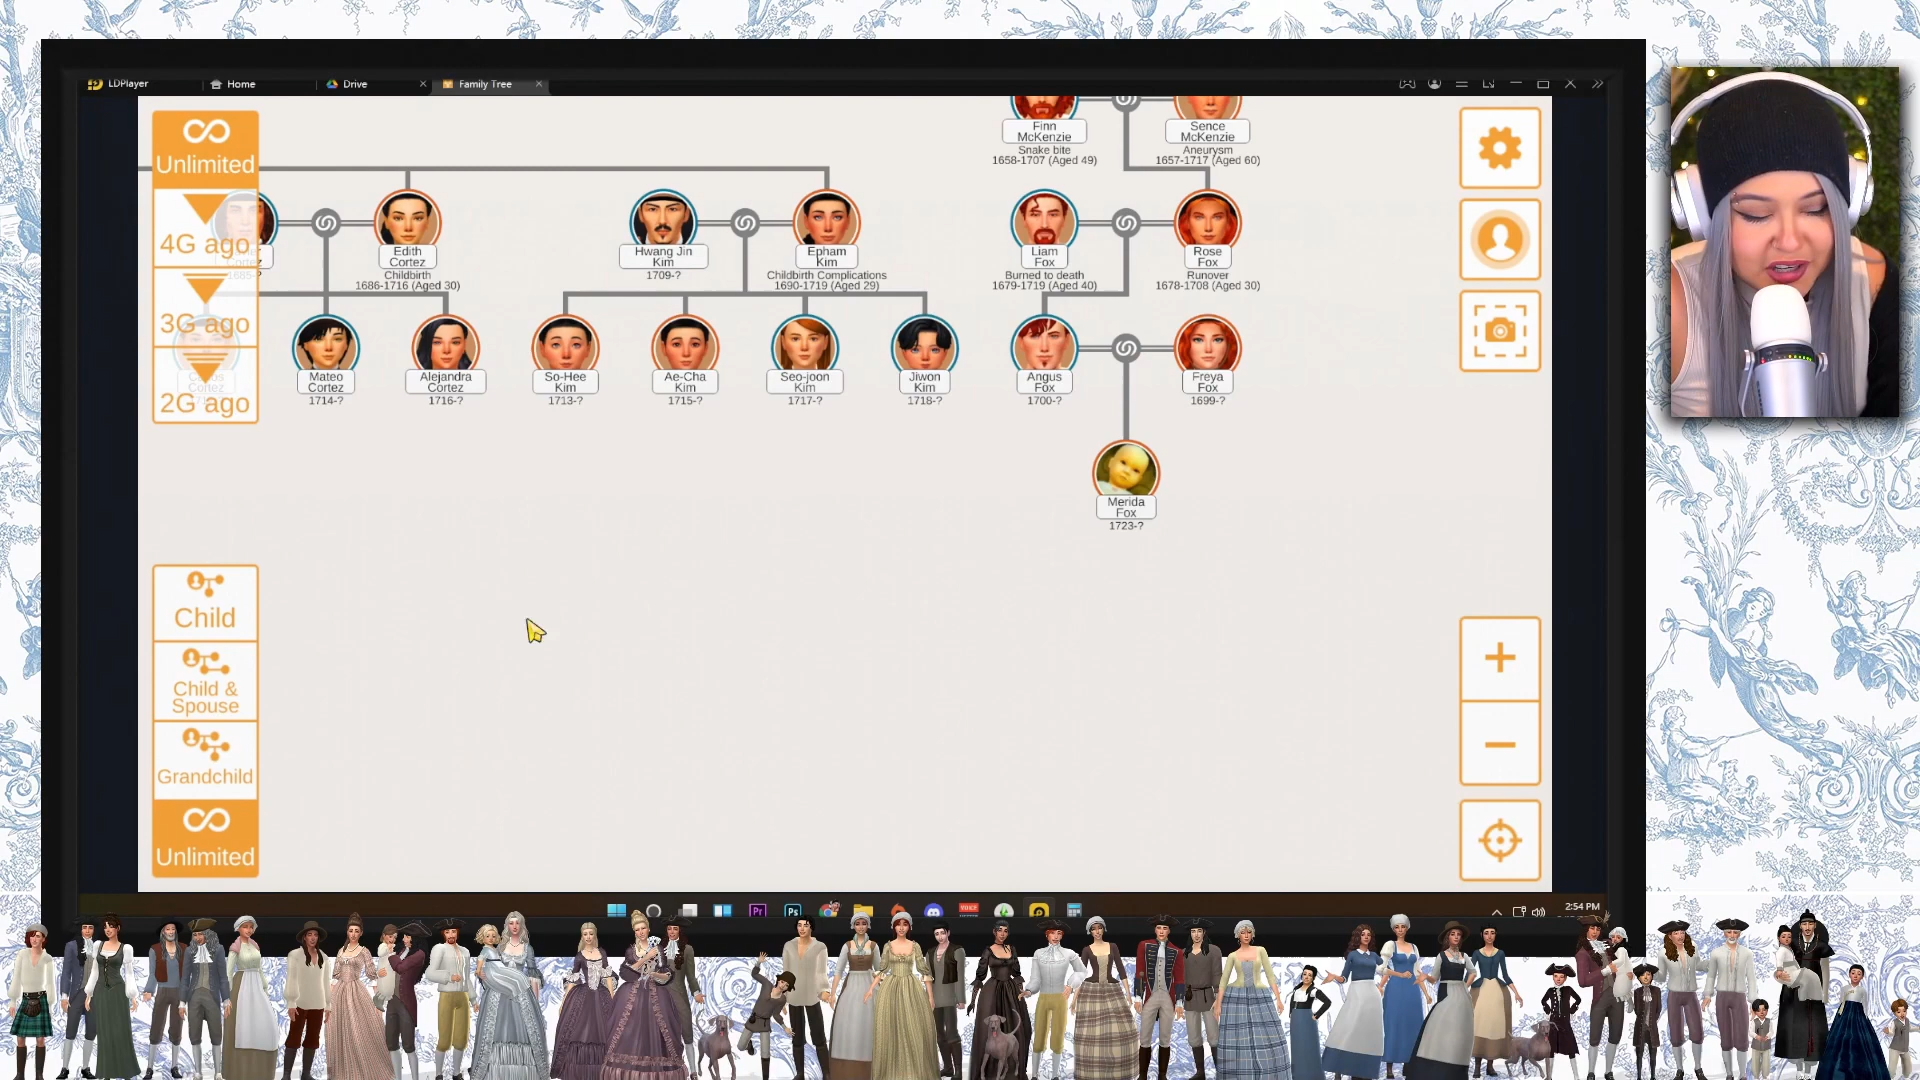 LDPlayer
Home
Drive
Family Tree
Unlimited
4G ago
3G ago
2G ago
Finn
McKenzie
Snake bite
1658-1707 (Aged 49)
Sence
McKenzie
Aneurysm
1657-1717 (Aged 60)
Cortez
1685-?
Edith
Cortez
Childbirth
1686-1716 (Aged 30)
Hwang Jin
Kim
1709-?
Epham
Kim
Childbirth Complications
1690-1719 (Aged 29)
Liam
Fox
Burned to death
1679-1719 (Aged 40)
Rose
Fox
Runover
1678-1708 (Aged 30)
Cortez
Mateo
Cortez
1714-?
Alejandra
Cortez
1716-?
So-Hee
Kim
1713-?
Ae-Cha
Kim
1715-?
Seo-joon
Kim
1717-?
Jiwon
Kim
1718-?
Angus
Fox
1700-?
Freya
Fox
1699-?
Merida
Fox
1723-?
Child
Child &
Spouse
Grandchild
Unlimited
Pr
Ps
2:54 PM